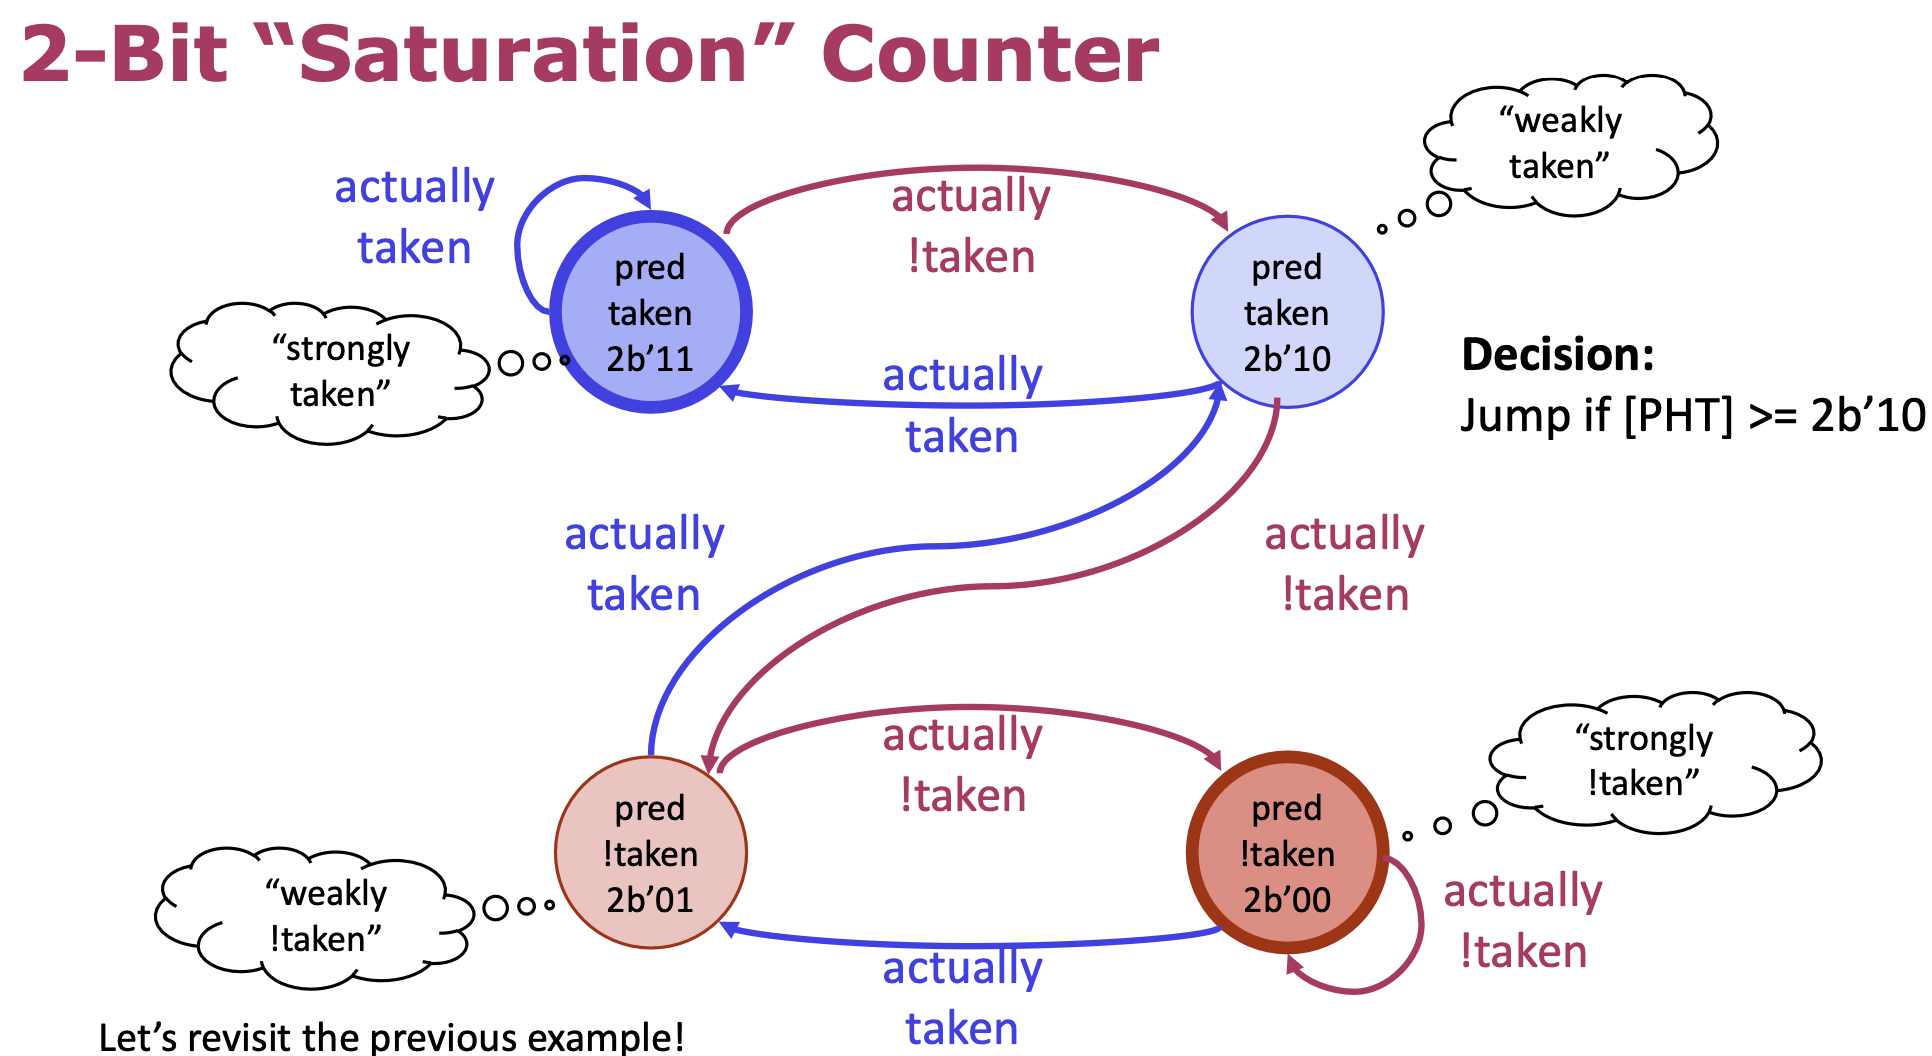 2-Bit “Saturation” Counter
“weakly
taken”
actually
taken
actually
!taken
pred
taken
2b’11
pred
taken
2b’10
“strongly
taken”
Decision:
Jump if [PHT] >= 2b’10
actually
taken
actually
taken
actually
!taken
actually
!taken
“strongly
!taken”
pred
!taken
2b’01
pred
!taken
2b’00
“weakly
!taken”
actually
!taken
actually
taken
Let’s revisit the previous example!